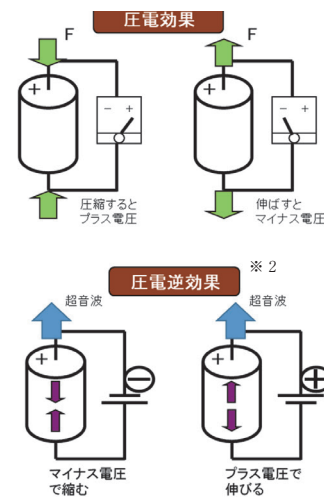 圧電効果
F
F
+
- +
+
- +
圧縮すると
プラス電圧
伸ばすと
マイナス電圧
圧電逆効果
※2
超音波
超音波
+
−
+
+
マイナス電圧
で縮む
プラス電圧で
伸びる